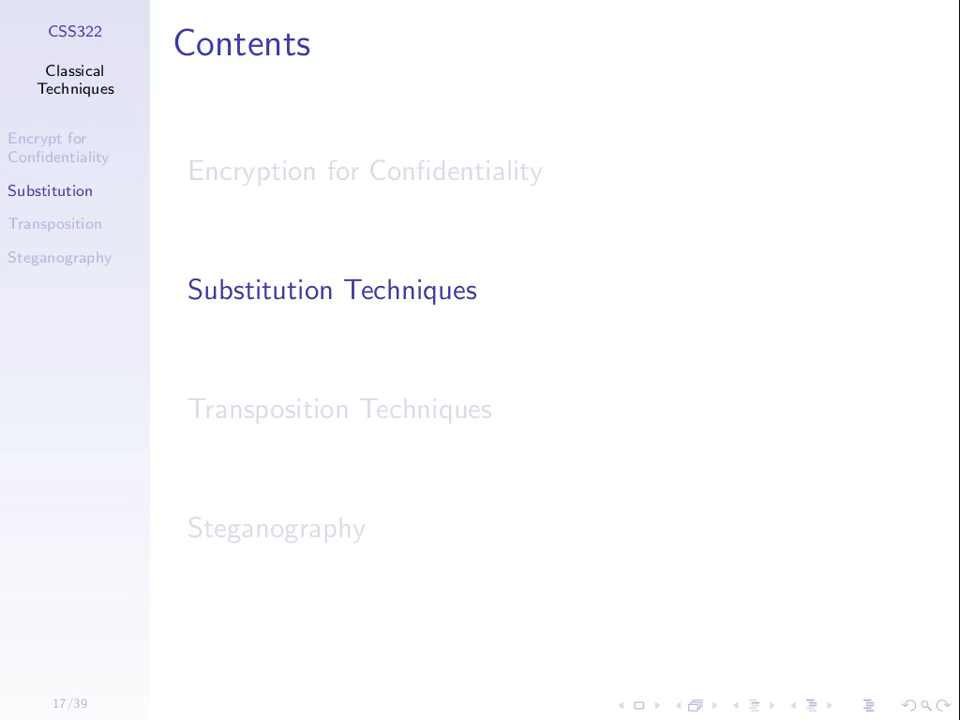 CSS322
Classical
Techniques
Encrypt for
Confidentiality
Substitution
Transposition
Steganography
17/39
Contents
Encryption for Confidentiality
Substitution Techniques
Transposition Techniques
Steganography